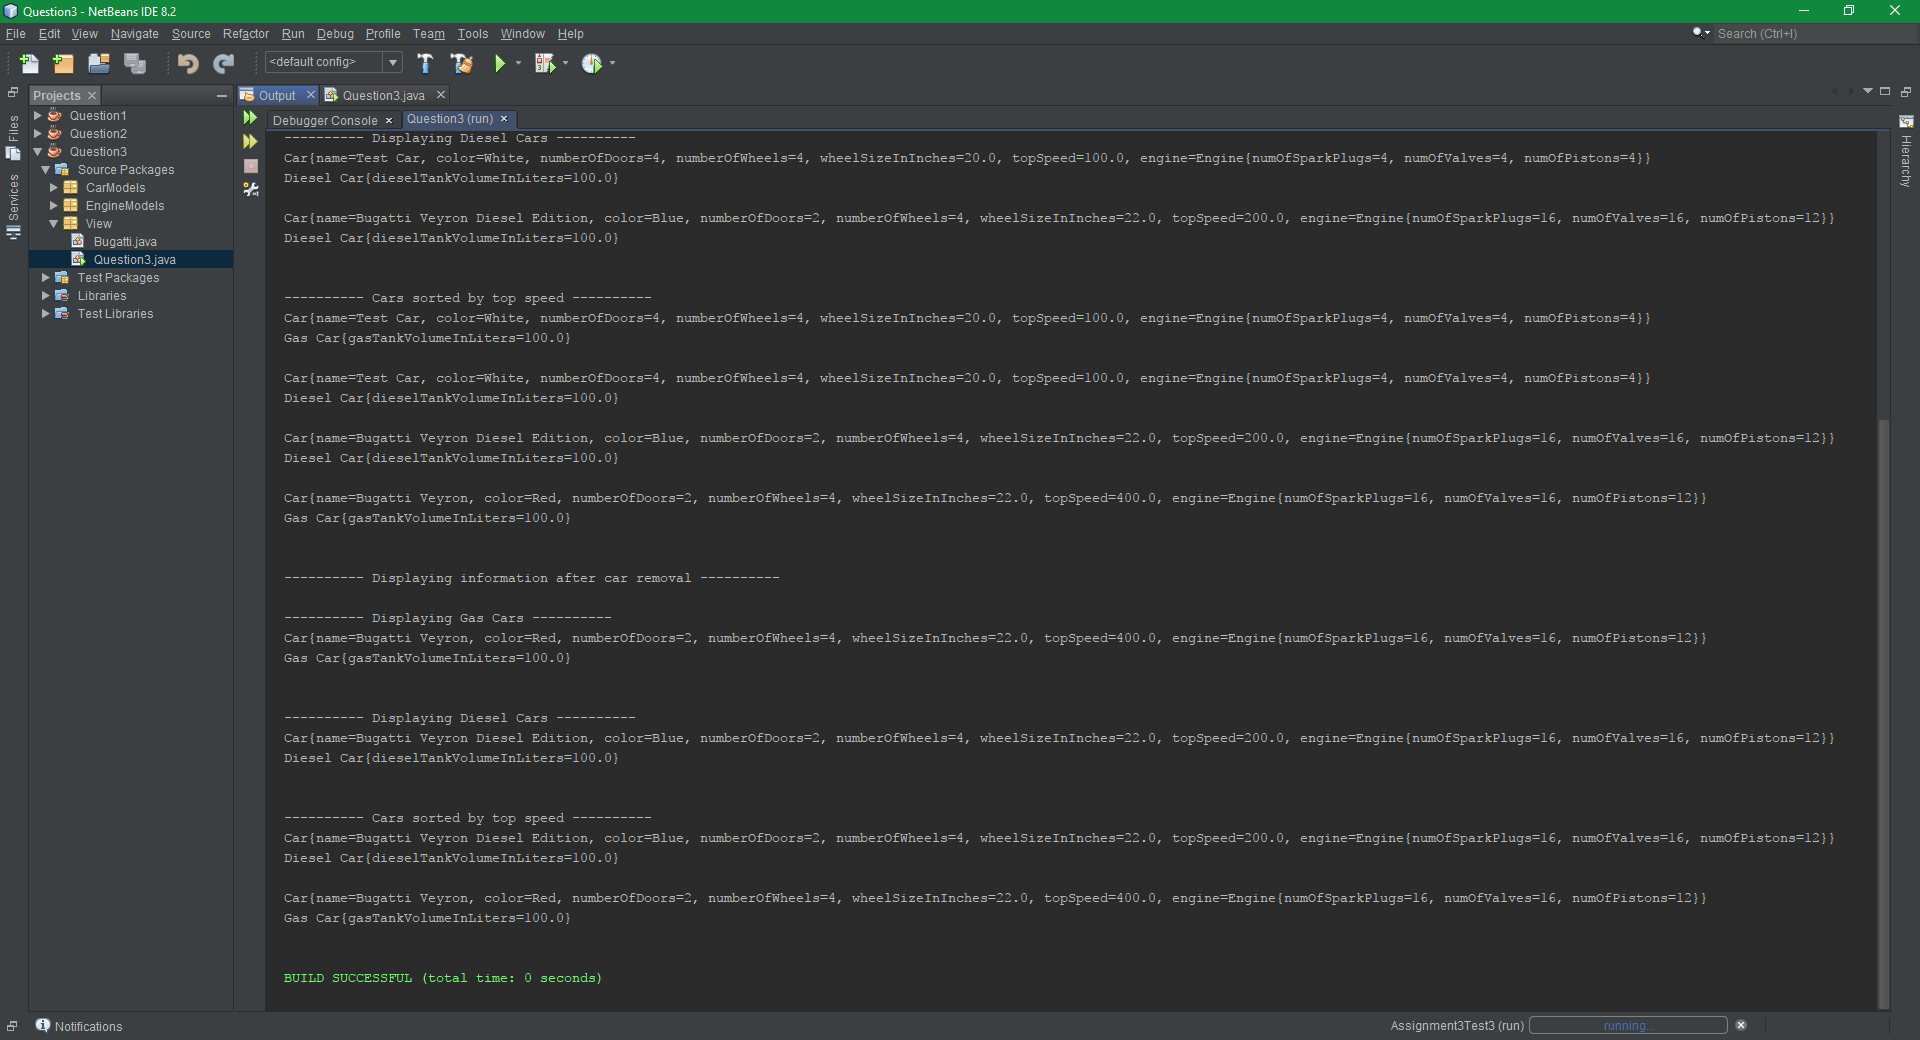 Question3 - NetBeans IDE 8.2
File Edit View Navigate Source Refactor Run Debug Profile Team Tools Window Help
Search (Ctrl+I)
<default config>
Projects
Output
Question3.java
Files
Services
Hierarchy
Question1
Question2
Question3
Source Packages
CarModels
EngineModels
View
Bugatti.java
Question3.java
Test Packages
Libraries
Test Libraries
Debugger Console
Question3 (run)
---------- Displaying Diesel Cars ----------
Car{name=Test Car, color=White, numberOfDoors=4, numberOfWheels=4, wheelSizeInInches=20.0, topSpeed=100.0, engine=Engine{numOfSparkPlugs=4, numOfValves=4, numOfPistons=4}}
Diesel Car{dieselTankVolumeInLiters=100.0}
Car{name=Bugatti Veyron Diesel Edition, color=Blue, numberOfDoors=2, numberOfWheels=4, wheelSizeInInches=22.0, topSpeed=200.0, engine=Engine{numOfSparkPlugs=16, numOfValves=16, numOfPistons=12}}
Diesel Car{dieselTankVolumeInLiters=100.0}
---------- Cars sorted by top speed ----------
Car{name=Test Car, color=White, numberOfDoors=4, numberOfWheels=4, wheelSizeInInches=20.0, topSpeed=100.0, engine=Engine{numOfSparkPlugs=4, numOfValves=4, numOfPistons=4}}
Gas Car{gasTankVolumeInLiters=100.0}
Car{name=Test Car, color=White, numberOfDoors=4, numberOfWheels=4, wheelSizeInInches=20.0, topSpeed=100.0, engine=Engine{numOfSparkPlugs=4, numOfValves=4, numOfPistons=4}}
Diesel Car{dieselTankVolumeInLiters=100.0}
Car{name=Bugatti Veyron Diesel Edition, color=Blue, numberOfDoors=2, numberOfWheels=4, wheelSizeInInches=22.0, topSpeed=200.0, engine=Engine{numOfSparkPlugs=16, numOfValves=16, numOfPistons=12}}
Diesel Car{dieselTankVolumeInLiters=100.0}
Car{name=Bugatti Veyron, color=Red, numberOfDoors=2, numberOfWheels=4, wheelSizeInInches=22.0, topSpeed=400.0, engine=Engine{numOfSparkPlugs=16, numOfValves=16, numOfPistons=12}}
Gas Car{gasTankVolumeInLiters=100.0}
---------- Displaying information after car removal ----------
---------- Displaying Gas Cars ----------
Car{name=Bugatti Veyron, color=Red, numberOfDoors=2, numberOfWheels=4, wheelSizeInInches=22.0, topSpeed=400.0, engine=Engine{numOfSparkPlugs=16, numOfValves=16, numOfPistons=12}}
Gas Car{gasTankVolumeInLiters=100.0}
---------- Displaying Diesel Cars ----------
Car{name=Bugatti Veyron Diesel Edition, color=Blue, numberOfDoors=2, numberOfWheels=4, wheelSizeInInches=22.0, topSpeed=200.0, engine=Engine{numOfSparkPlugs=16, numOfValves=16, numOfPistons=12}}
Diesel Car{dieselTankVolumeInLiters=100.0}
---------- Cars sorted by top speed ----------
Car{name=Bugatti Veyron Diesel Edition, color=Blue, numberOfDoors=2, numberOfWheels=4, wheelSizeInInches=22.0, topSpeed=200.0, engine=Engine{numOfSparkPlugs=16, numOfValves=16, numOfPistons=12}}
Diesel Car{dieselTankVolumeInLiters=100.0}
Car{name=Bugatti Veyron, color=Red, numberOfDoors=2, numberOfWheels=4, wheelSizeInInches=22.0, topSpeed=400.0, engine=Engine{numOfSparkPlugs=16, numOfValves=16, numOfPistons=12}}
Gas Car{gasTankVolumeInLiters=100.0}
BUILD SUCCESSFUL (total time: 0 seconds)
Notifications
Assignment3Test3 (run)
running...